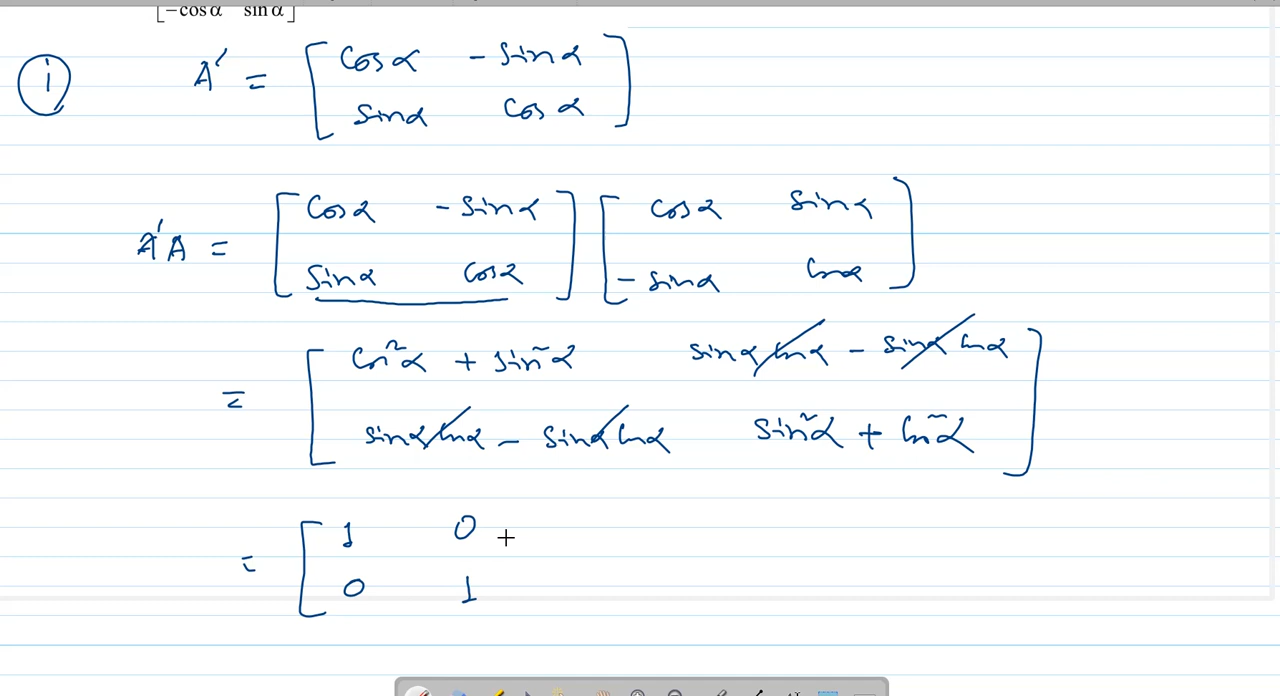 [-cos α sin α]
(i) A' = [cos α - sin α
sin α cos α]
A'A = [cos α - sin α [cos α sin α
sin α cos α] - sin α cos α]
= [cos²α + sin²α sin α cos α - sin α cos α
sin α cos α - sin α cos α sin²α + cos²α]
= [1 0
0 1